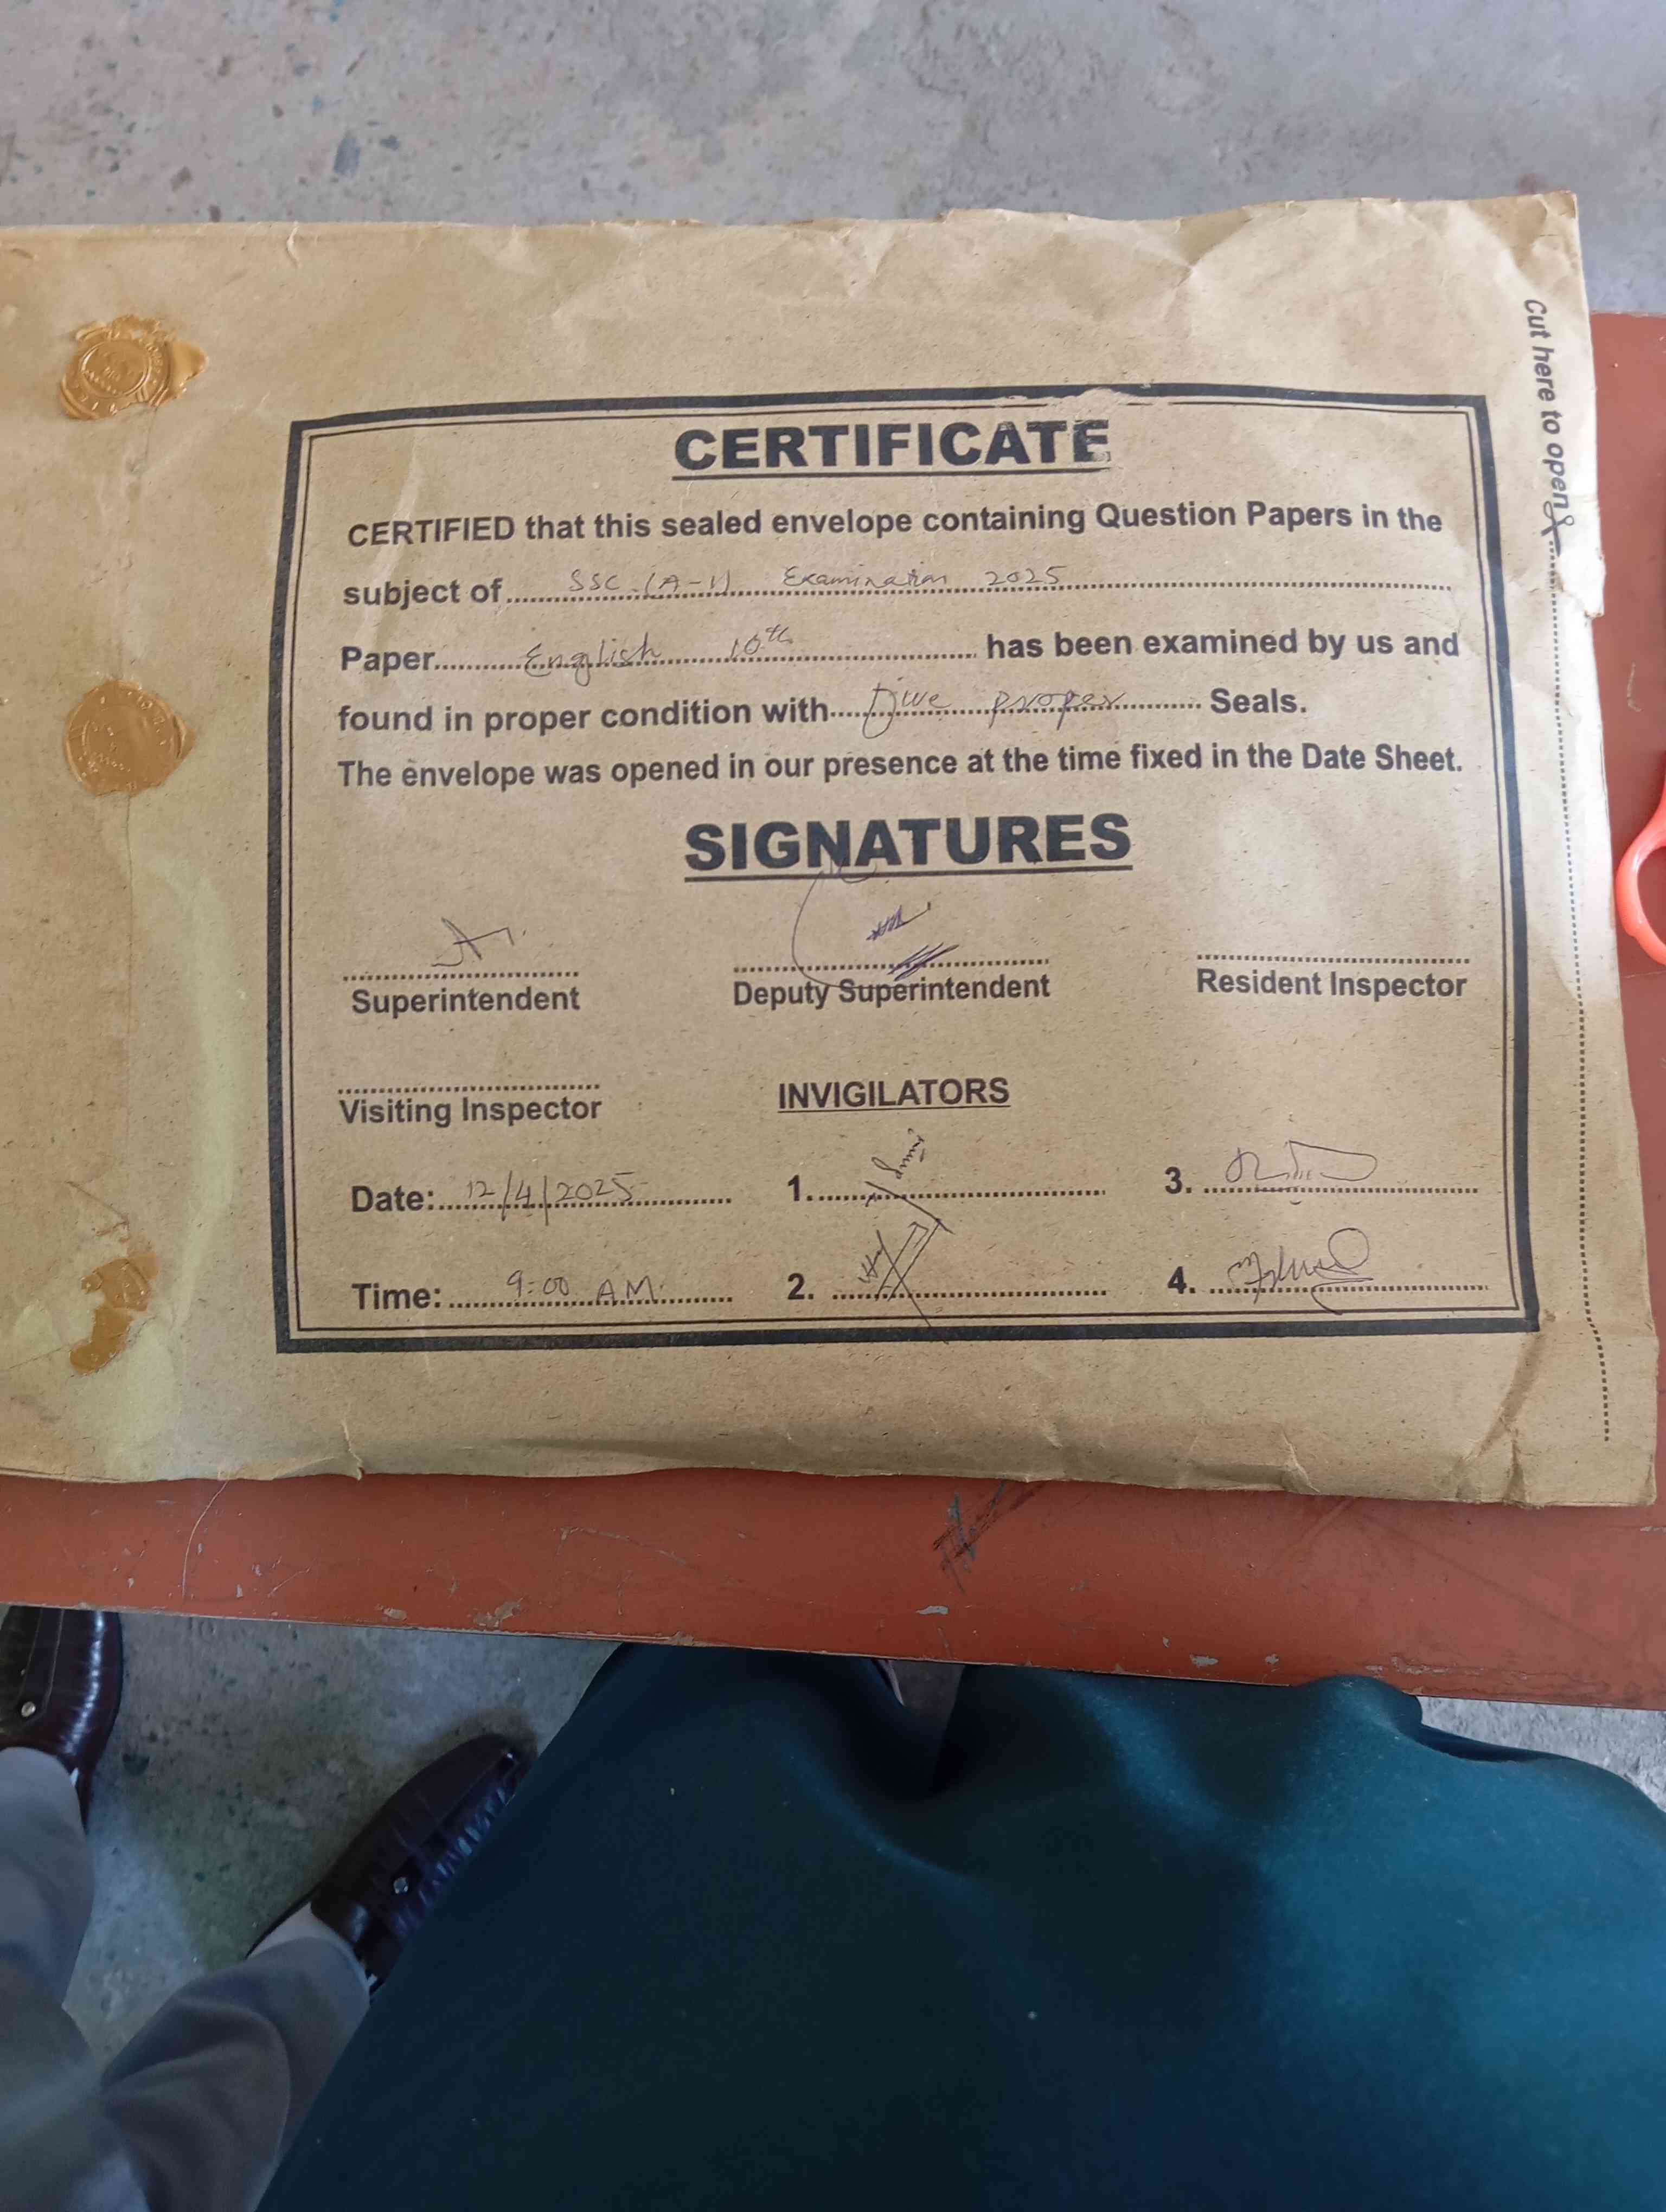 Cut here to open
CERTIFICATE
CERTIFIED that this sealed envelope containing Question Papers in the
subject of SSC (A-I) Examination 2025
Paper English 10th has been examined by us and
found in proper condition with five proper Seals.
The envelope was opened in our presence at the time fixed in the Date Sheet.
SIGNATURES
Superintendent Deputy Superintendent Resident Inspector
Visiting Inspector INVIGILATORS
Date: 12/4/2025 1. 3.
Time: 9:00 AM 2. 4.